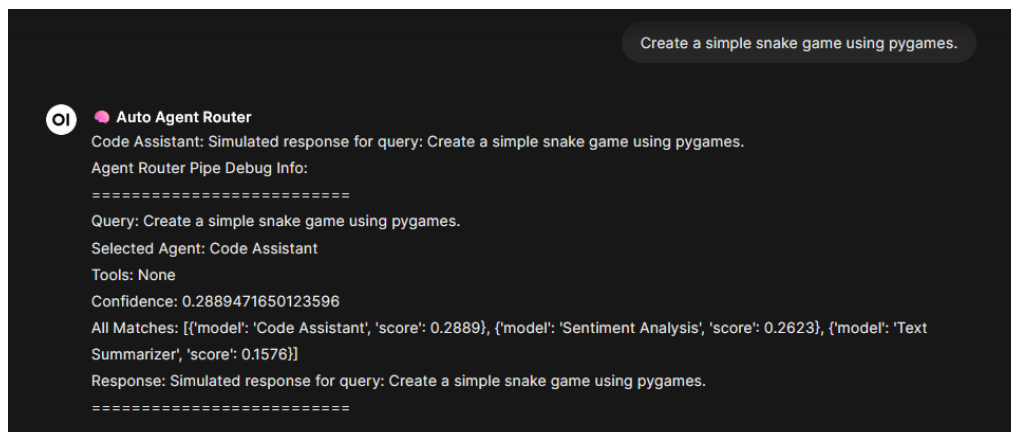 Create a simple snake game using pygames.
OI
Auto Agent Router
Code Assistant: Simulated response for query: Create a simple snake game using pygames.
Agent Router Pipe Debug Info:
==========================
Query: Create a simple snake game using pygames.
Selected Agent: Code Assistant
Tools: None
Confidence: 0.2889471650123596
All Matches: [{'model': 'Code Assistant', 'score': 0.2889}, {'model': 'Sentiment Analysis', 'score': 0.2623}, {'model': 'Text
Summarizer', 'score': 0.1576}]
Response: Simulated response for query: Create a simple snake game using pygames.
==========================